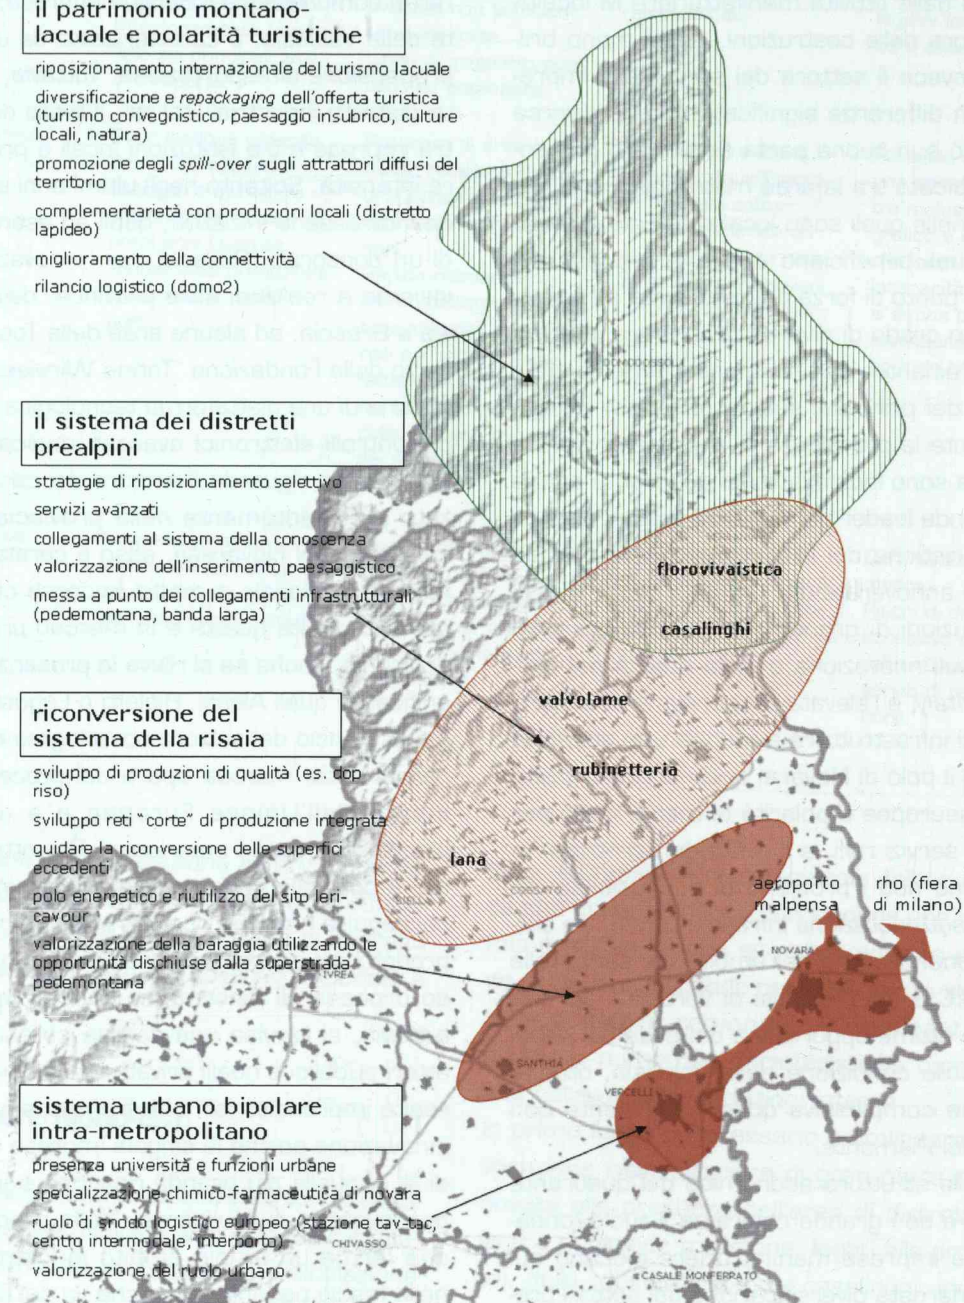 il patrimonio montano-
lacuale e polarità turistiche
riposizionamento internazionale del turismo lacuale
diversificazione e repackaging dell'offerta turistica
(turismo convegnistico, paesaggio insubrico, culture
locali, natura)
promozione degli spill-over sugli attrattori diffusi del
territorio
complementarietà con produzioni locali (distretto
lapideo)
miglioramento della connettività
rilancio logistico (domo2)
il sistema dei distretti
prealpini
strategie di riposizionamento selettivo
servizi avanzati
collegamenti al sistema della conoscenza
valorizzazione dell'inserimento paesaggistico
messa a punto dei collegamenti infrastrutturali
(pedemontana, banda larga)
riconversione del
sistema della risaia
sviluppo di produzioni di qualità (es. dop
riso)
sviluppo reti "corte" di produzione integrata
guidare la riconversione delle superfici
eccedenti
polo energetico e riutilizzo del sito leri-
cavour
valorizzazione della baraggia utilizzando le
opportunità dischiuse dalla superstrada
pedemontana
sistema urbano bipolare
intra-metropolitano
presenza università e funzioni urbane
specializzazione chimico-farmaceutica di novara
ruolo di snodo logistico europeo (stazione tav-tac,
centro intermodale, interporto)
valorizzazione del ruolo urbano
florovivaistica
casalinghi
valvolame
rubinetteria
lana
aeroporto
malpensa
rho (fiera
di milano)
NOVARA
IVREA
SANTHIÀ
VERCELLI
CHIVASSO
CASALE MONFERRATO